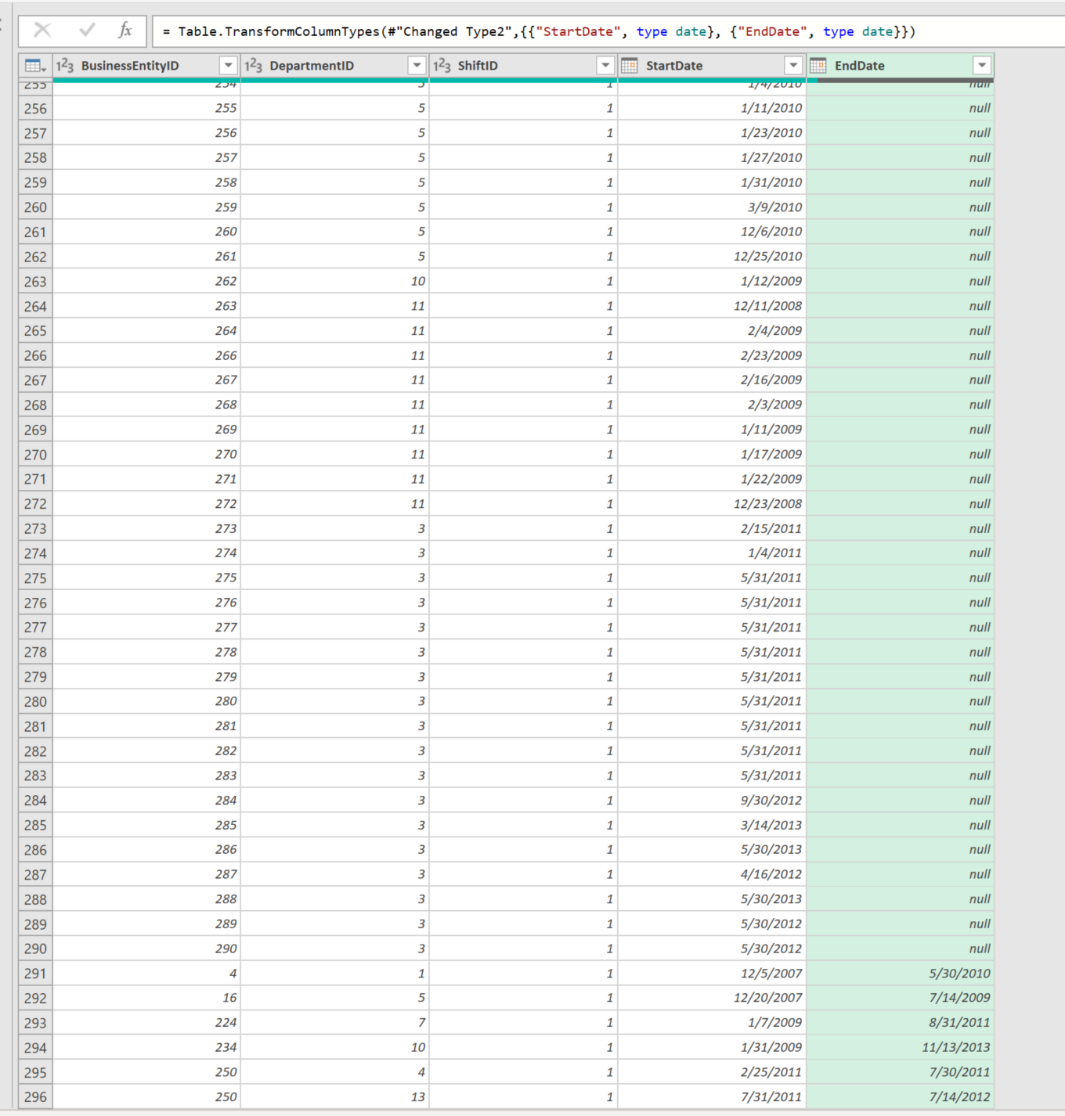 fx = Table.TransformColumnTypes(#"Changed Type2",{{"StartDate", type date}, {"EndDate", type date}})
1²3 BusinessEntityID 1²3 DepartmentID 1²3 ShiftID StartDate EndDate
255 254 5 1 1/4/2010 null
256 255 5 1 1/11/2010 null
257 256 5 1 1/23/2010 null
258 257 5 1 1/27/2010 null
259 258 5 1 1/31/2010 null
260 259 5 1 3/9/2010 null
261 260 5 1 12/6/2010 null
262 261 5 1 12/25/2010 null
263 262 10 1 1/12/2009 null
264 263 11 1 12/11/2008 null
265 264 11 1 2/4/2009 null
266 266 11 1 2/23/2009 null
267 267 11 1 2/16/2009 null
268 268 11 1 2/3/2009 null
269 269 11 1 1/11/2009 null
270 270 11 1 1/17/2009 null
271 271 11 1 1/22/2009 null
272 272 11 1 12/23/2008 null
273 273 3 1 2/15/2011 null
274 274 3 1 1/4/2011 null
275 275 3 1 5/31/2011 null
276 276 3 1 5/31/2011 null
277 277 3 1 5/31/2011 null
278 278 3 1 5/31/2011 null
279 279 3 1 5/31/2011 null
280 280 3 1 5/31/2011 null
281 281 3 1 5/31/2011 null
282 282 3 1 5/31/2011 null
283 283 3 1 5/31/2011 null
284 284 3 1 9/30/2012 null
285 285 3 1 3/14/2013 null
286 286 3 1 5/30/2013 null
287 287 3 1 4/16/2012 null
288 288 3 1 5/30/2013 null
289 289 3 1 5/30/2012 null
290 290 3 1 5/30/2012 null
291 4 1 1 12/5/2007 5/30/2010
292 16 5 1 12/20/2007 7/14/2009
293 224 7 1 1/7/2009 8/31/2011
294 234 10 1 1/31/2009 11/13/2013
295 250 4 1 2/25/2011 7/30/2011
296 250 13 1 7/31/2011 7/14/2012